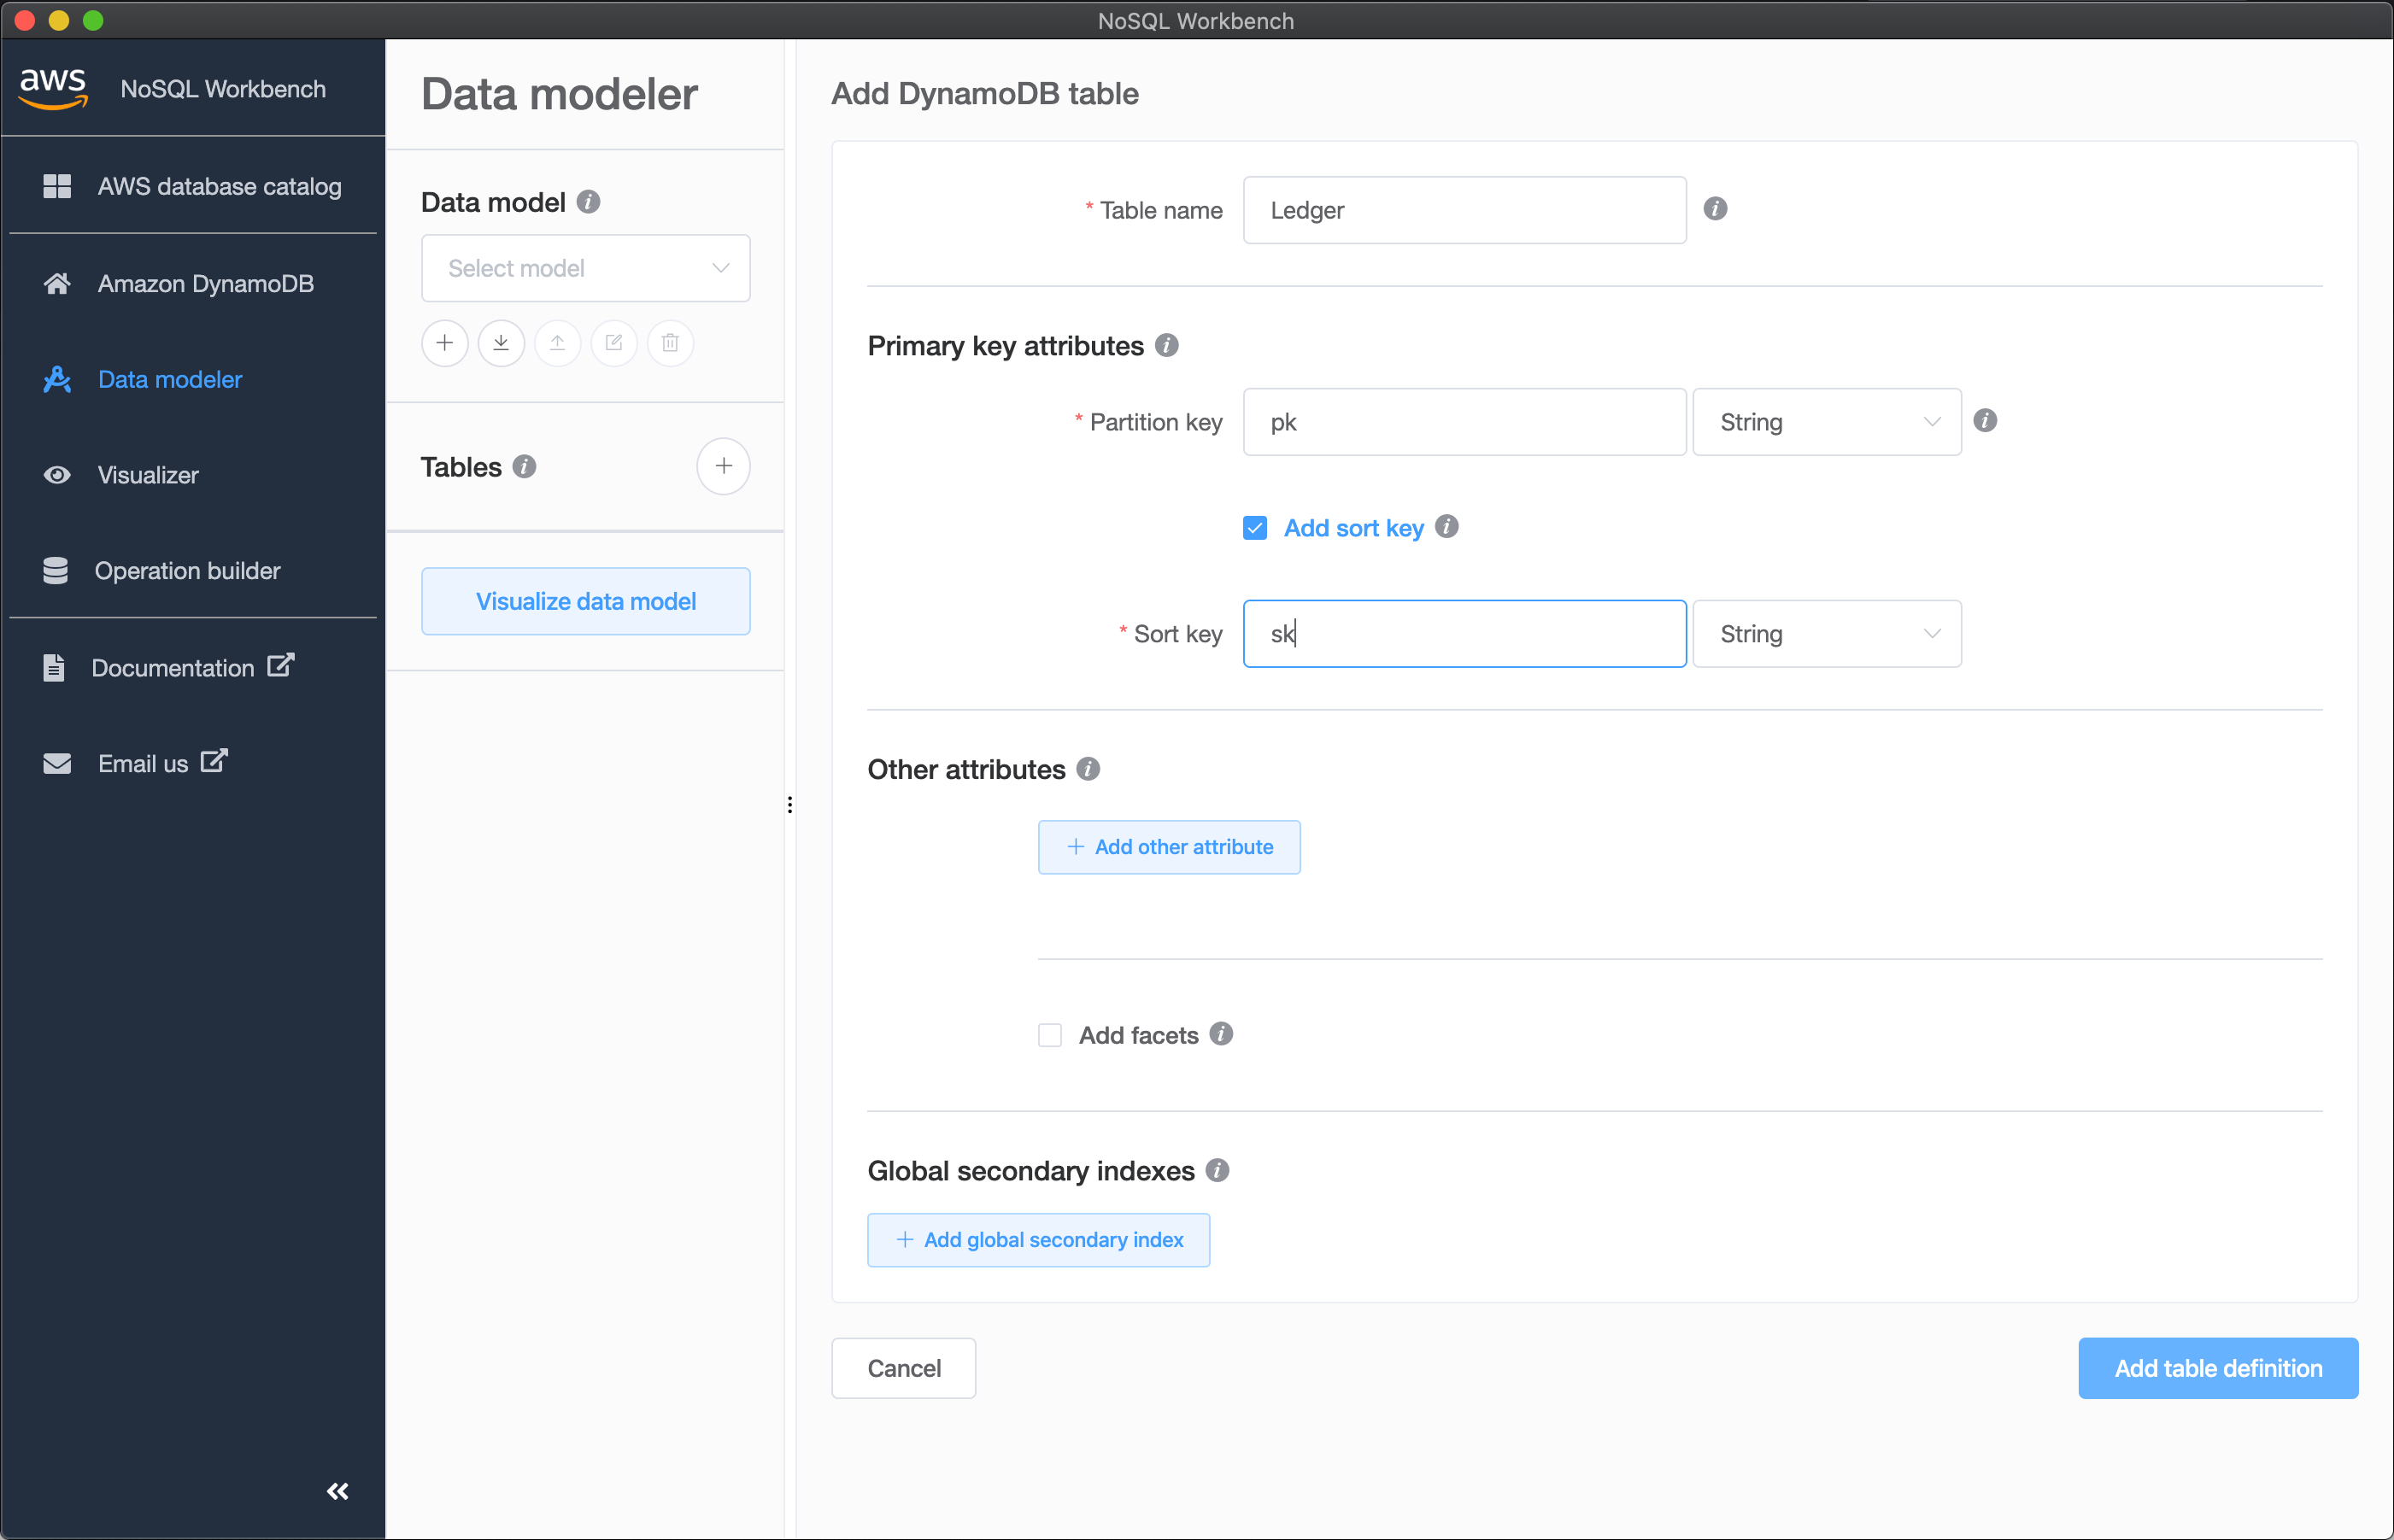 NoSQL Workbench
aws
NoSQL Workbench
AWS database catalog
Amazon DynamoDB
Data modeler
Visualizer
Operation builder
Documentation
Email us
Data modeler
Data model
Select model
Tables
Visualize data model
Add DynamoDB table
* Table name Ledger
Primary key attributes
* Partition key pk String
Add sort key
* Sort key sk String
Other attributes
+ Add other attribute
Add facets
Global secondary indexes
+ Add global secondary index
Cancel Add table definition